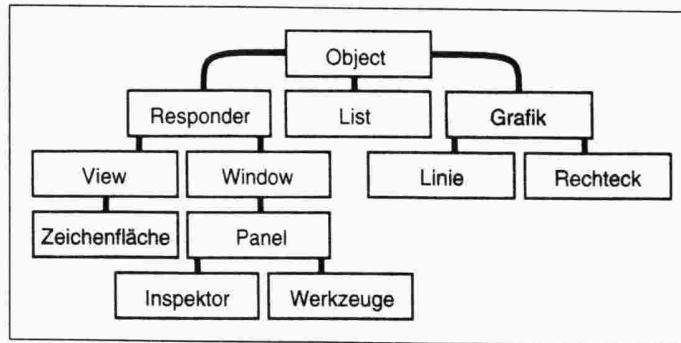 Object
Responder
List
Grafik
View
Window
Linie
Rechteck
Zeichenfläche
Panel
Inspektor
Werkzeuge